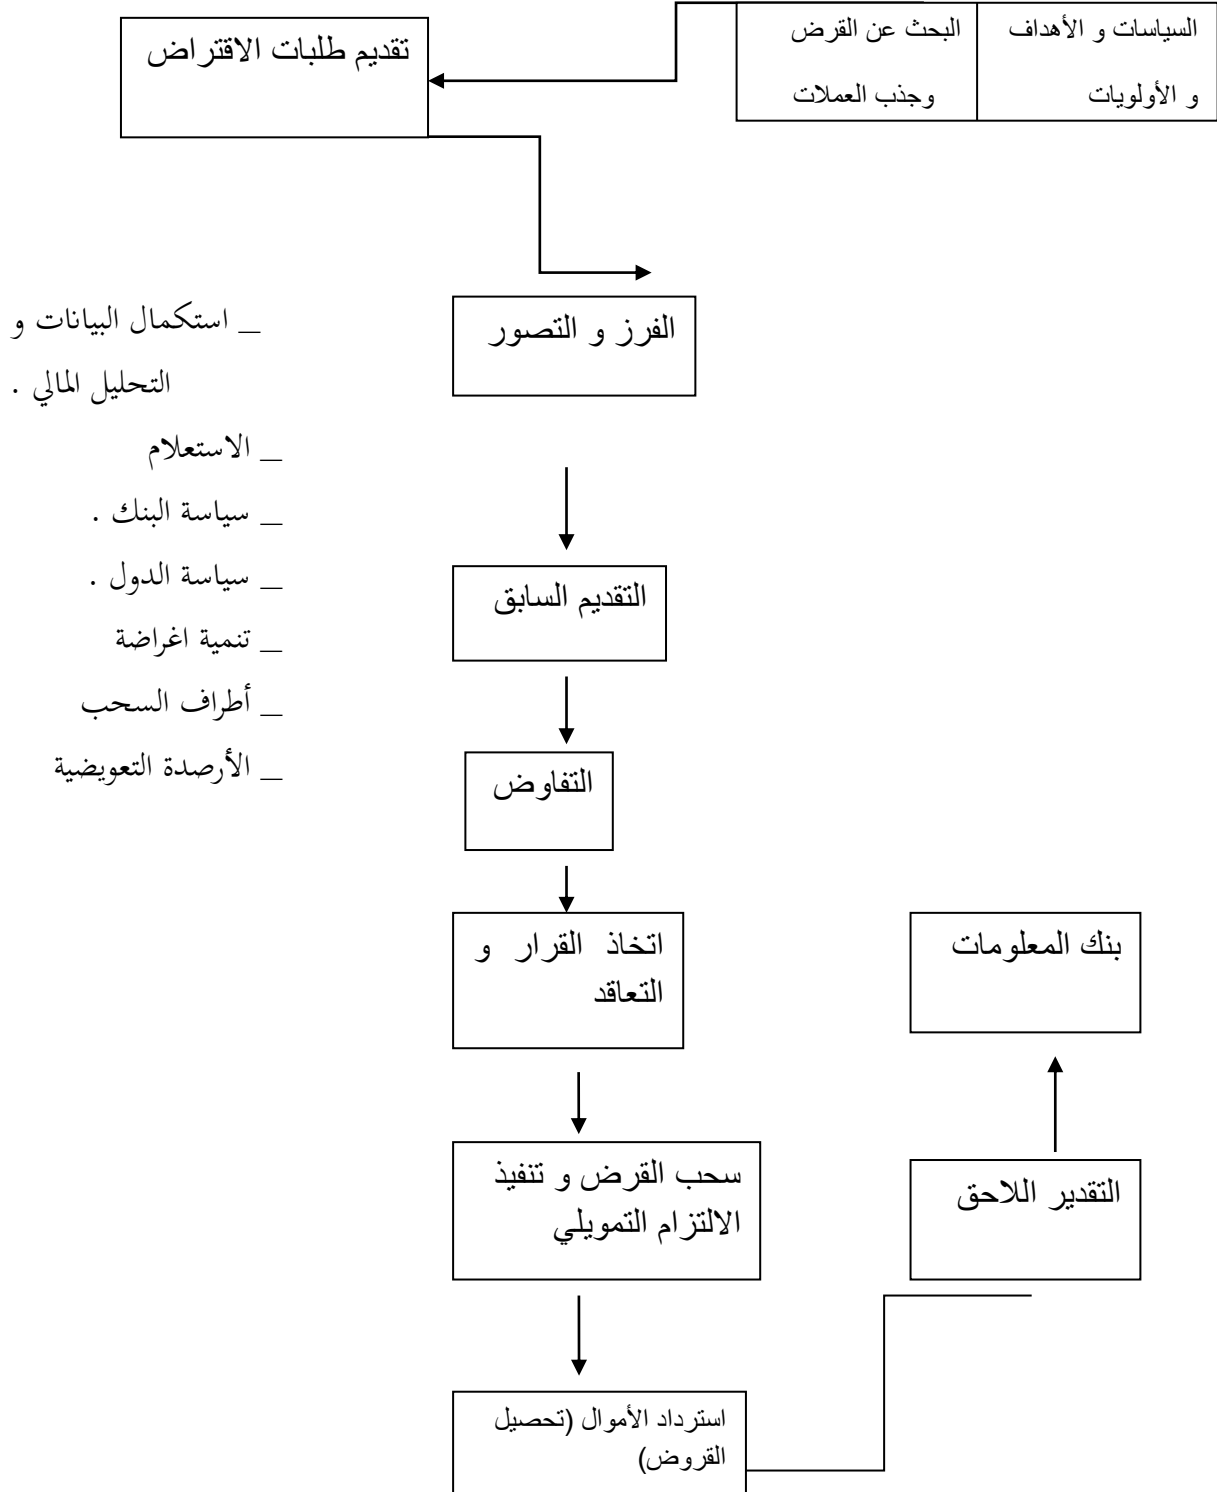 السياسات و الأهداف
و الأولويات
البحث عن القرض
وجذب العملات
تقديم طلبات الاقتراض
الفرز و التصور
_ استكمال البيانات و
التحليل المالي .
_ الاستعلام
_ سياسة البنك .
_ سياسة الدول .
_ تنمية اغراضة
_ أطراف السحب
_ الأرصدة التعويضية
التقديم السابق
التفاوض
اتخاذ القرار و
التعاقد
بنك المعلومات
سحب القرض و تنفيذ
الالتزام التمويلي
التقدير اللاحق
استرداد الأموال (تحصيل
القروض)